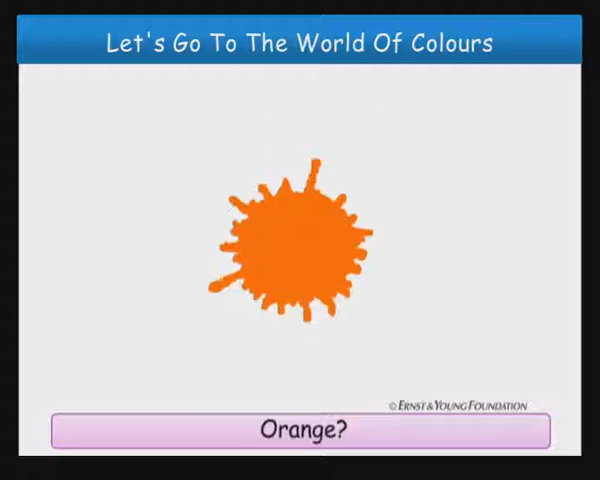 Let's Go To The World Of Colours
© ERNST & YOUNG FOUNDATION
Orange?